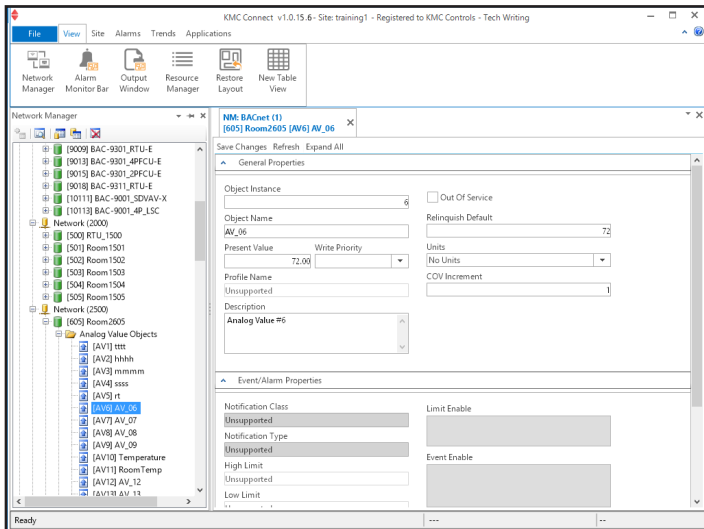 KMC Connect v1.0.15.6 - Site: training1 - Registered to KMC Controls - Tech Writing
File View Site Alarms Trends Applications
Network Manager
Alarm Monitor Bar
Output Window
Resource Manager
Restore Layout
New Table View
Network Manager
[9009] BAC-9301_RTU-E
[9013] BAC-9301_4PFCU-E
[9015] BAC-9301_2PFCU-E
[9018] BAC-9311_RTU-E
[10111] BAC-9001_SDVAV-X
[10113] BAC-9001_4P_LSC
Network (2000)
[500] RTU_1500
[501] Room1501
[502] Room1502
[503] Room1503
[504] Room1504
[505] Room1505
Network (2500)
[605] Room2605
Analog Value Objects
[AV1] tttt
[AV2] hhhh
[AV3] mmmm
[AV4] ssss
[AV5] rt
[AV6] AV_06
[AV7] AV_07
[AV8] AV_08
[AV9] AV_09
[AV10] Temperature
[AV11] RoomTemp
[AV12] AV_12
[AV13] AV_13
NM: BACnet (1)
[605] Room2605 [AV6] AV_06
Save Changes Refresh Expand All
General Properties
Object Instance
6
Out Of Service
Object Name
AV_06
Relinquish Default
72
Present Value
72.00
Write Priority
Units
No Units
Profile Name
Unsupported
COV Increment
1
Description
Analog Value #6
Event/Alarm Properties
Notification Class
Unsupported
Limit Enable
Notification Type
Unsupported
Event Enable
High Limit
Unsupported
Low Limit
Unsupported
Ready
---
--